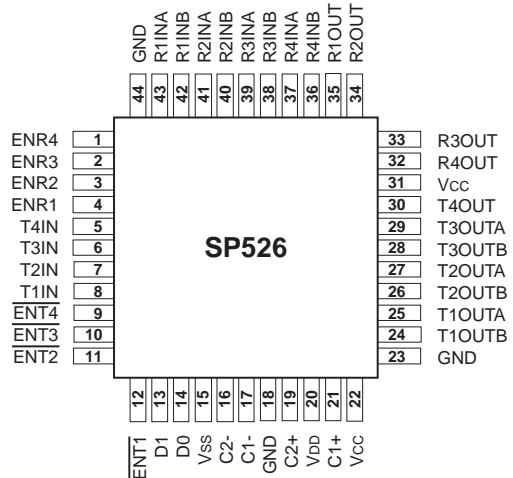 GND
R1INA
R1INB
R2INA
R2INB
R3INA
R3INB
R4INA
R4INB
R1OUT
R2OUT
44
43
42
41
40
39
38
37
36
35
34
ENR4 1
ENR3 2
ENR2 3
ENR1 4
T4IN 5
T3IN 6
T2IN 7
T1IN 8
ENT4 9
ENT3 10
ENT2 11
SP526
33 R3OUT
32 R4OUT
31 VCC
30 T4OUT
29 T3OUTA
28 T3OUTB
27 T2OUTA
26 T2OUTB
25 T1OUTA
24 T1OUTB
23 GND
12
13
14
15
16
17
18
19
20
21
22
ENT1
D1
D0
VSS
C2-
C1-
GND
C2+
VDD
C1+
VCC